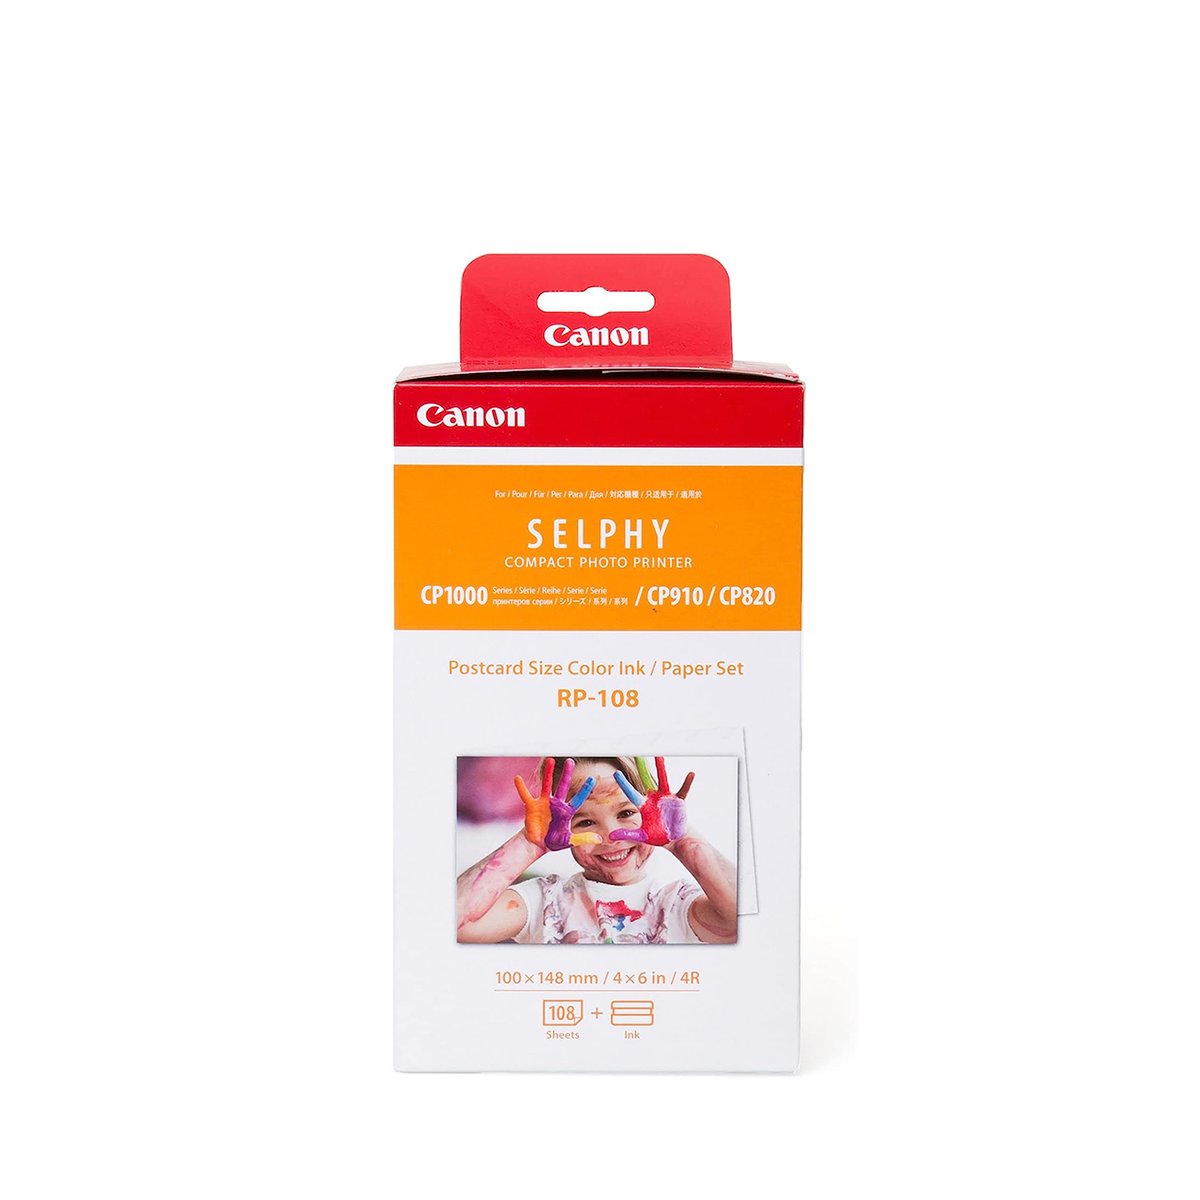 Canon
Canon
For / Pour / Für / Per / Para / Для / 対応機種 / 只适用于 / 適用於
SELPHY
COMPACT PHOTO PRINTER
CP1000 Series / Série / Reihe / Serie / Serie
принтеров серии / シリーズ / 系列 / 系列 / CP910 / CP820
Postcard Size Color Ink / Paper Set
RP-108
100 × 148 mm / 4 × 6 in / 4R
108 +
Sheets Ink